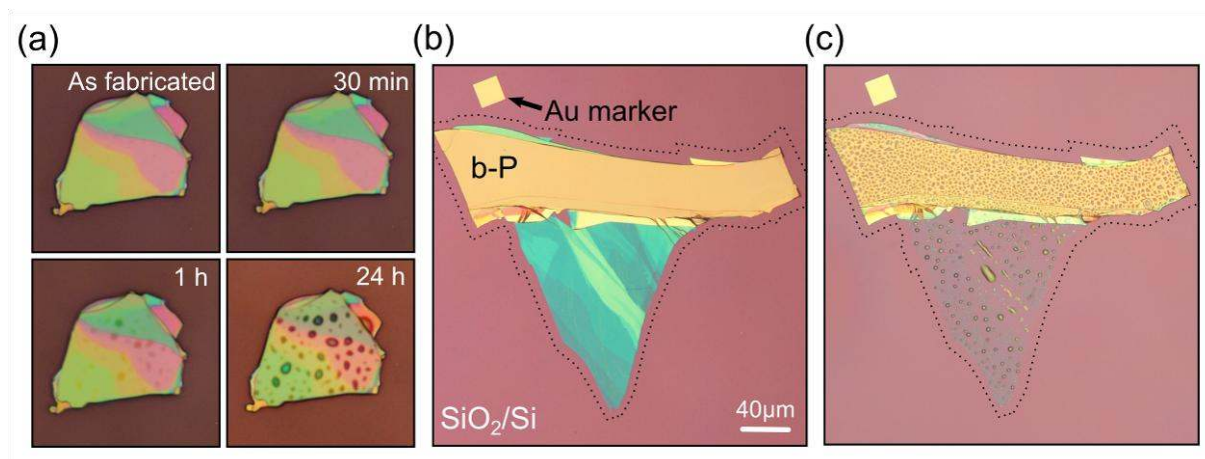 (a)
As fabricated
30 min
1 h
24 h
(b)
Au marker
b-P
SiO₂/Si
40µm
(c)